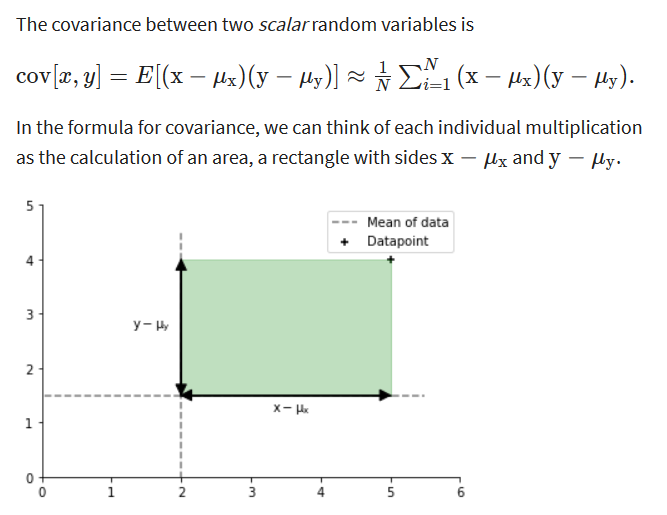 The covariance between two scalar random variables is
cov[x, y] = E[(x − μx)(y − μy)] ≈ 1/N ∑_{i=1}^{N} (x − μx)(y − μy).
In the formula for covariance, we can think of each individual multiplication
as the calculation of an area, a rectangle with sides x − μx and y − μy.
5
Mean of data
Datapoint
4
3
y − μy
2
x − μx
1
0
0 1 2 3 4 5 6